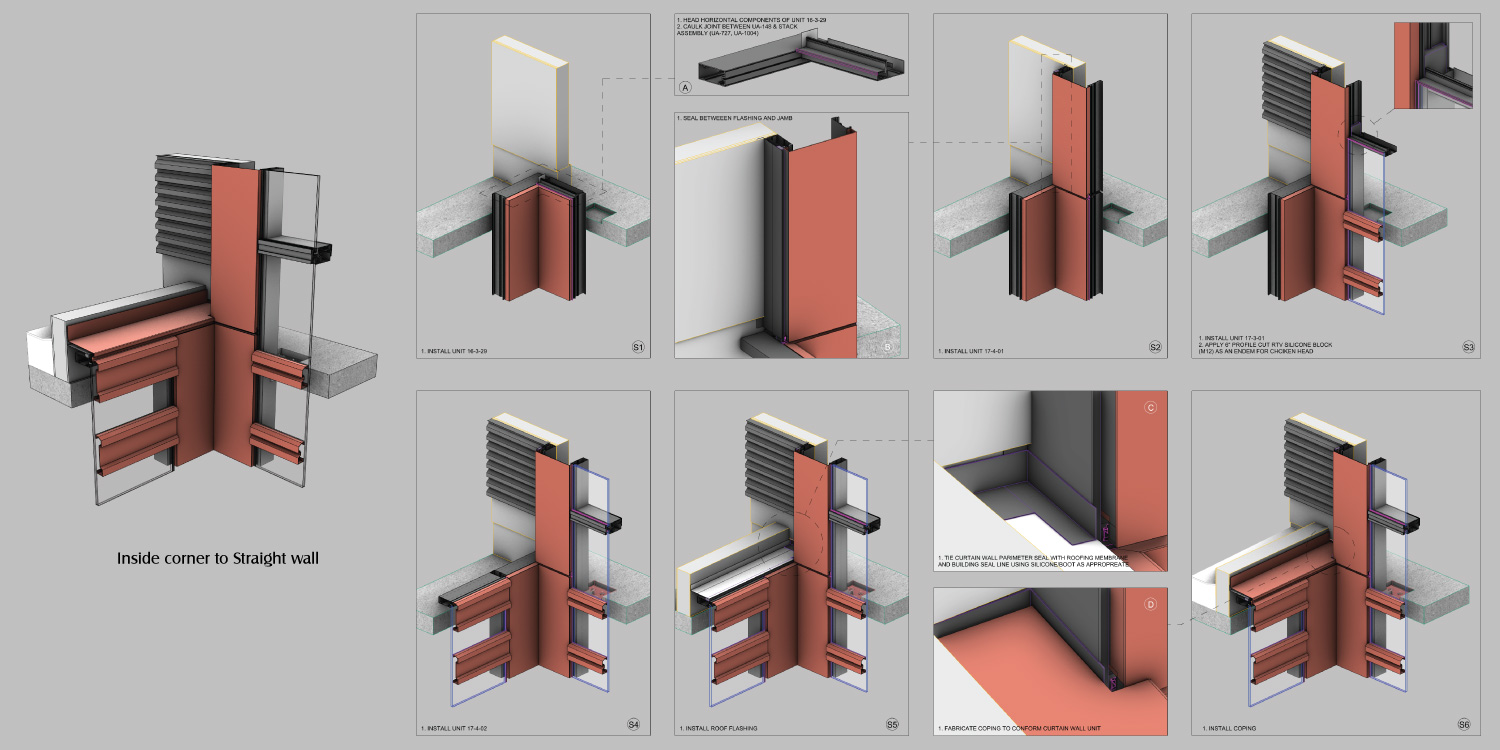 Inside corner to Straight wall
1. INSTALL UNIT 16-3-29
S1
1. HEAD HORIZONTAL COMPONENTS OF UNIT 16-3-29
2. CAULK JOINT BETWEEN UA-148 & STACK
ASSEMBLY (UA-727, UA-1004)
A
1. SEAL BETWEEEN FLASHING AND JAMB
B
1. INSTALL UNIT 17-4-01
S2
1. INSTALL UNIT 17-3-01
2. APPLY 6" PROFILE CUT RTV SILICONE BLOCK
(M12) AS AN ENDEM FOR CHCIKEN HEAD
S3
1. INSTALL UNIT 17-4-02
S4
1. INSTALL ROOF FLASHING
S5
C
1. TIE CURTAIN WALL PARIMETER SEAL WITH ROOFING MEMBRANE
AND BUILDING SEAL LINE USING SILICONE/BOOT AS APPROPREATE
D
1. FABRICATE COPING TO CONFORM CURTAIN WALL UNIT
1. INSTALL COPING
S6